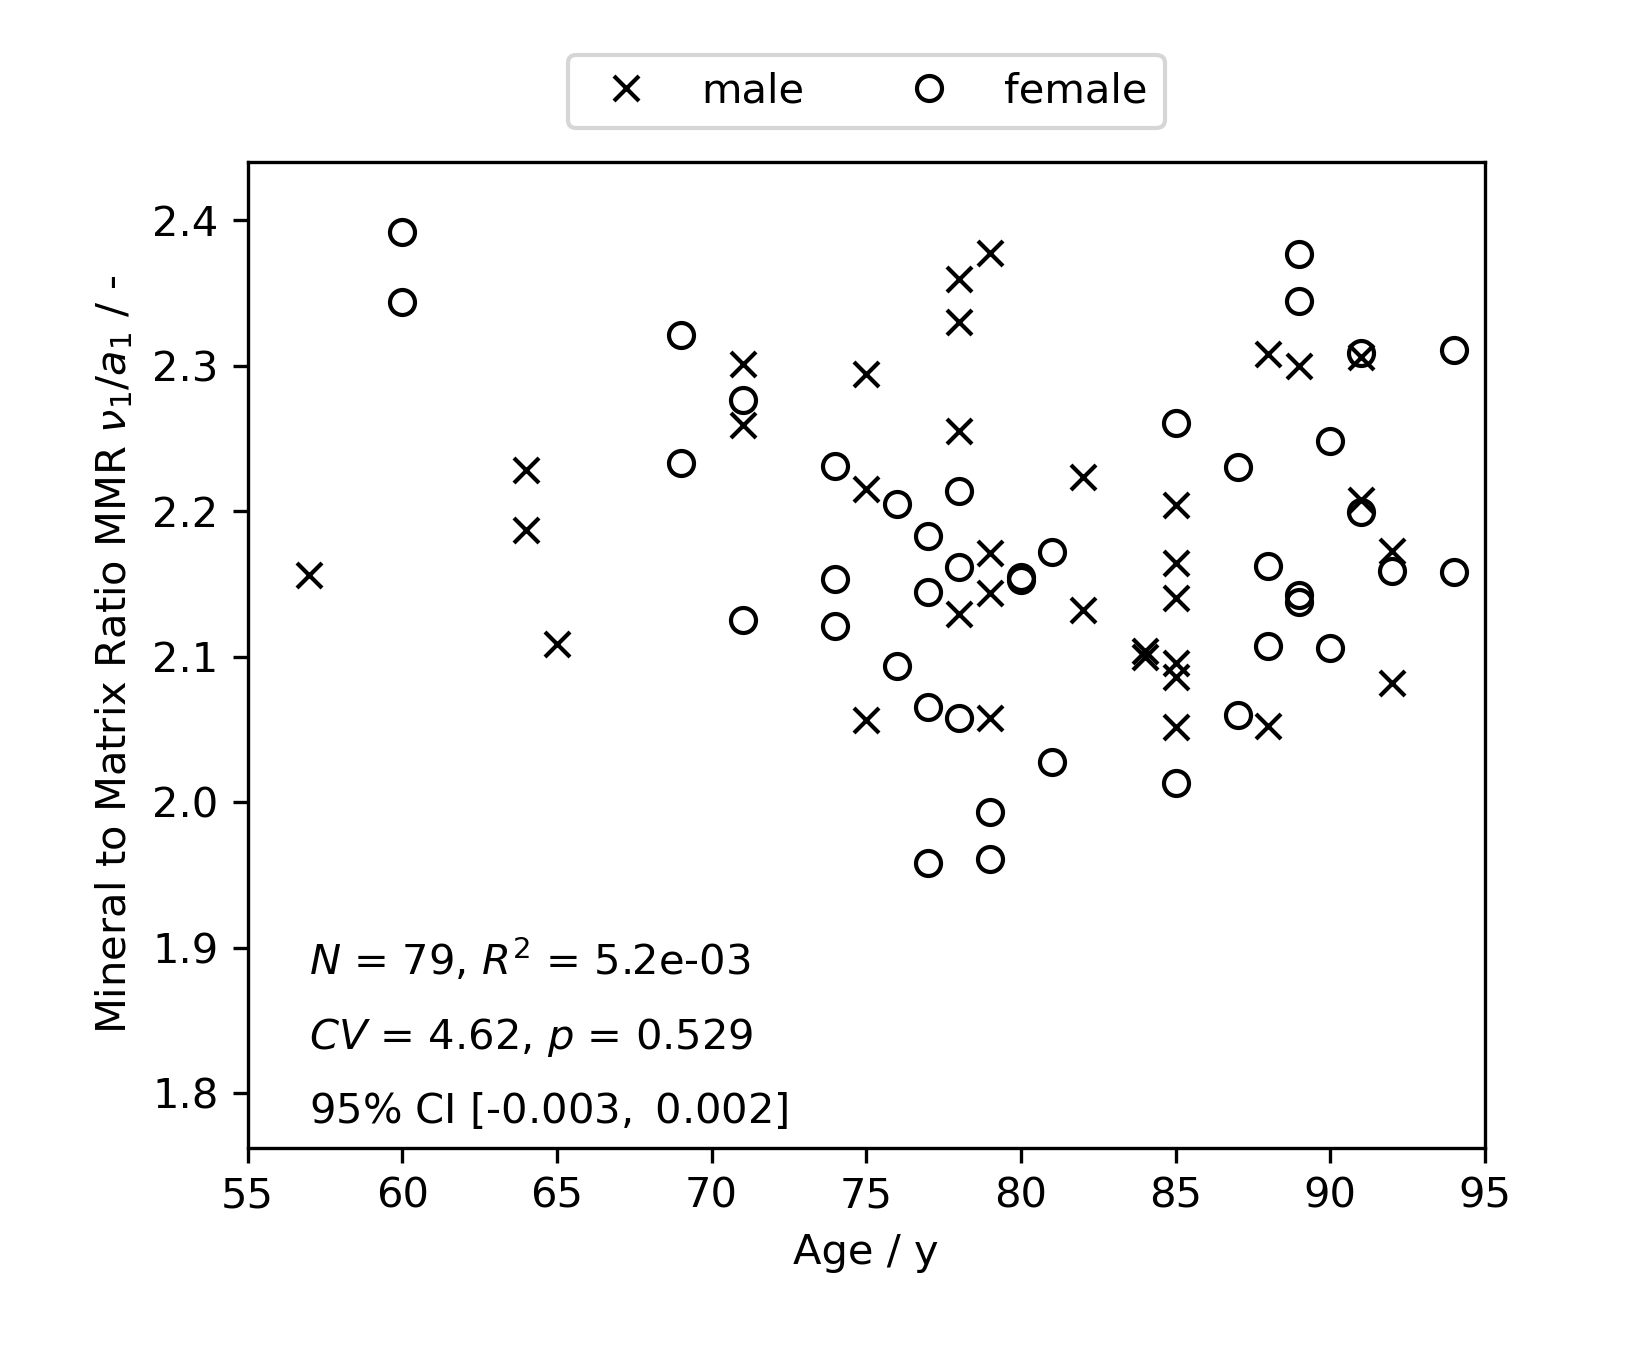 male female
2.4
2.3
2.2
2.1
2.0
1.9
1.8
Mineral to Matrix Ratio MMR ν₁/a₁ / -
N = 79, R² = 5.2e-03
CV = 4.62, p = 0.529
95% CI [-0.003, 0.002]
55 60 65 70 75 80 85 90 95
Age / y